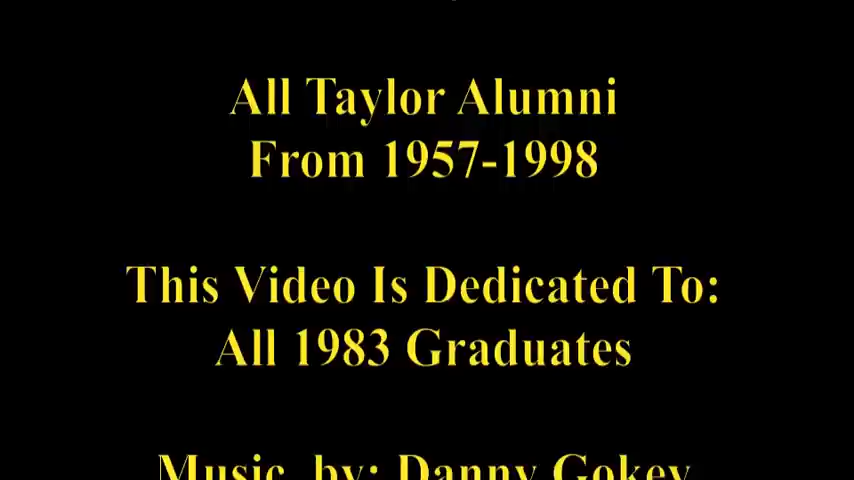 All Taylor Alumni
From 1957-1998
This Video Is Dedicated To:
All 1983 Graduates
Music by: Danny Gokey